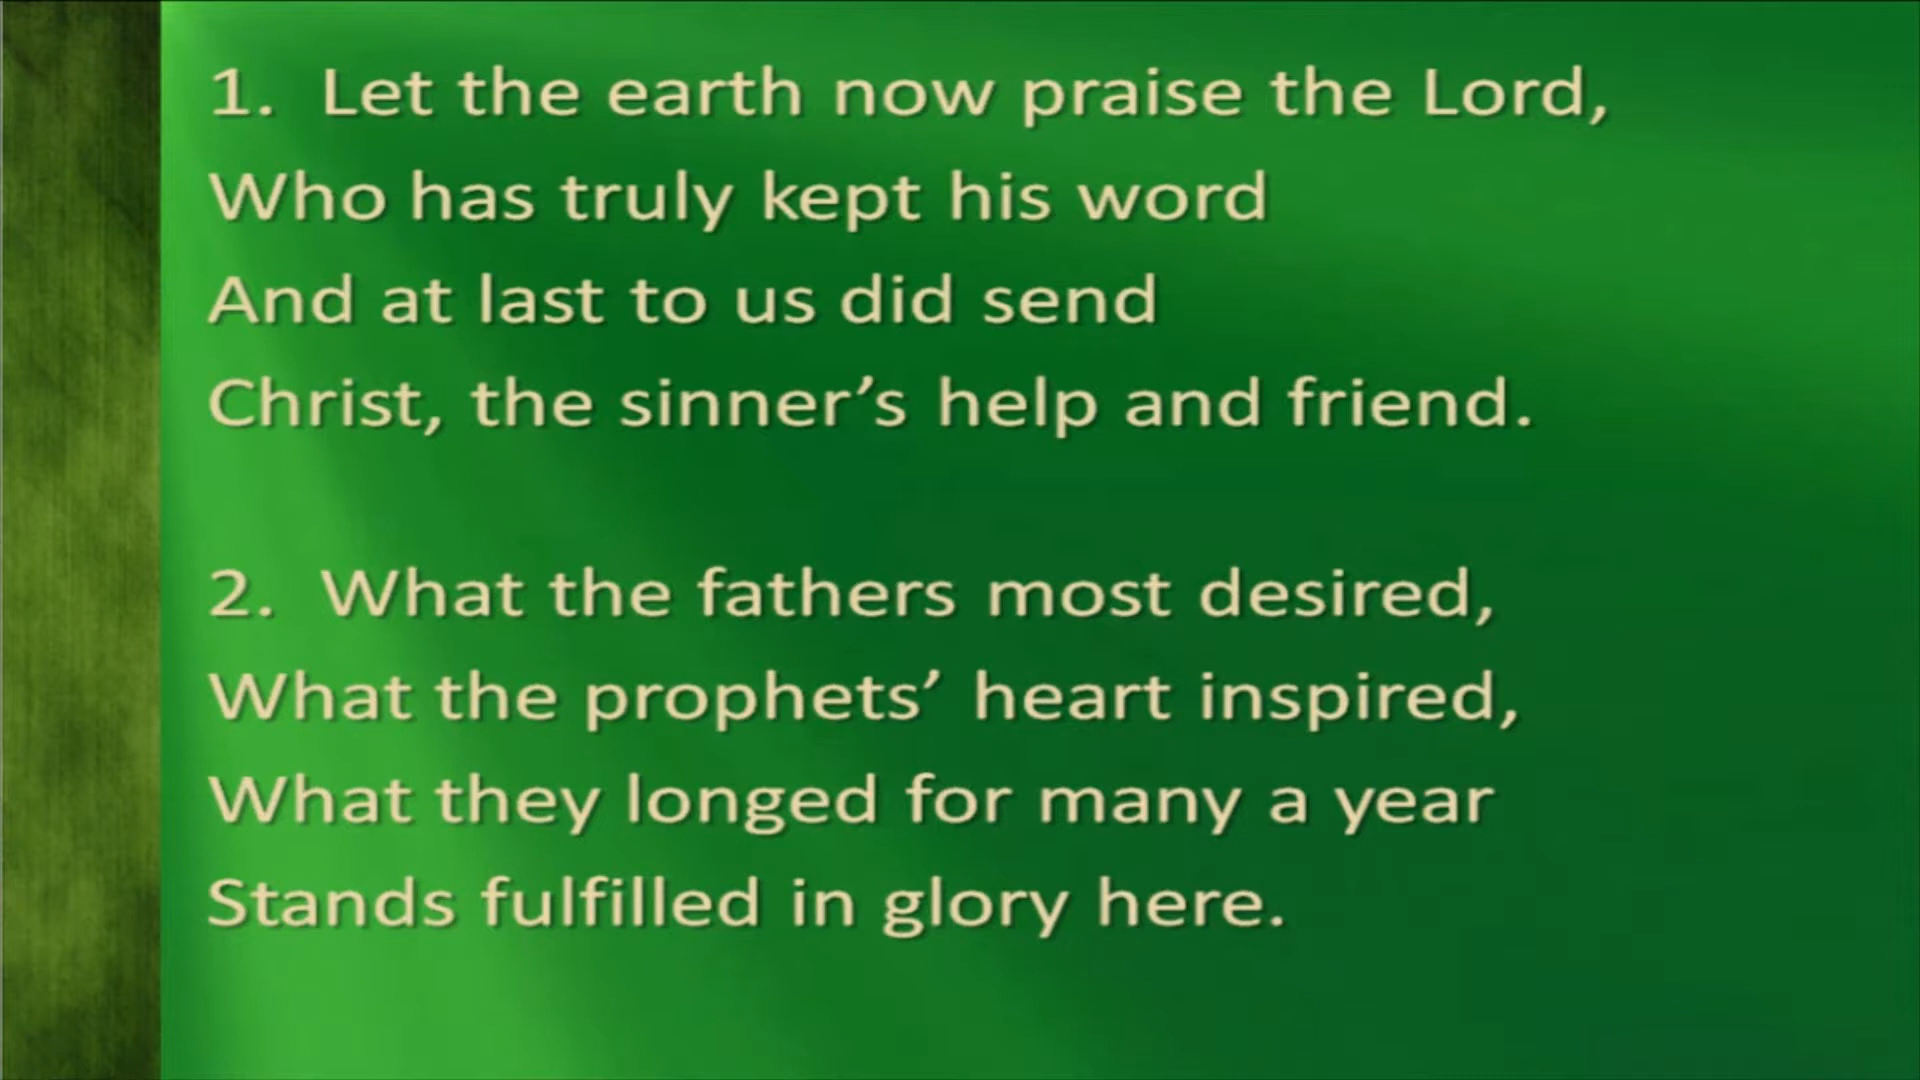 1. Let the earth now praise the Lord,
Who has truly kept his word
And at last to us did send
Christ, the sinner’s help and friend.
2. What the fathers most desired,
What the prophets’ heart inspired,
What they longed for many a year
Stands fulfilled in glory here.